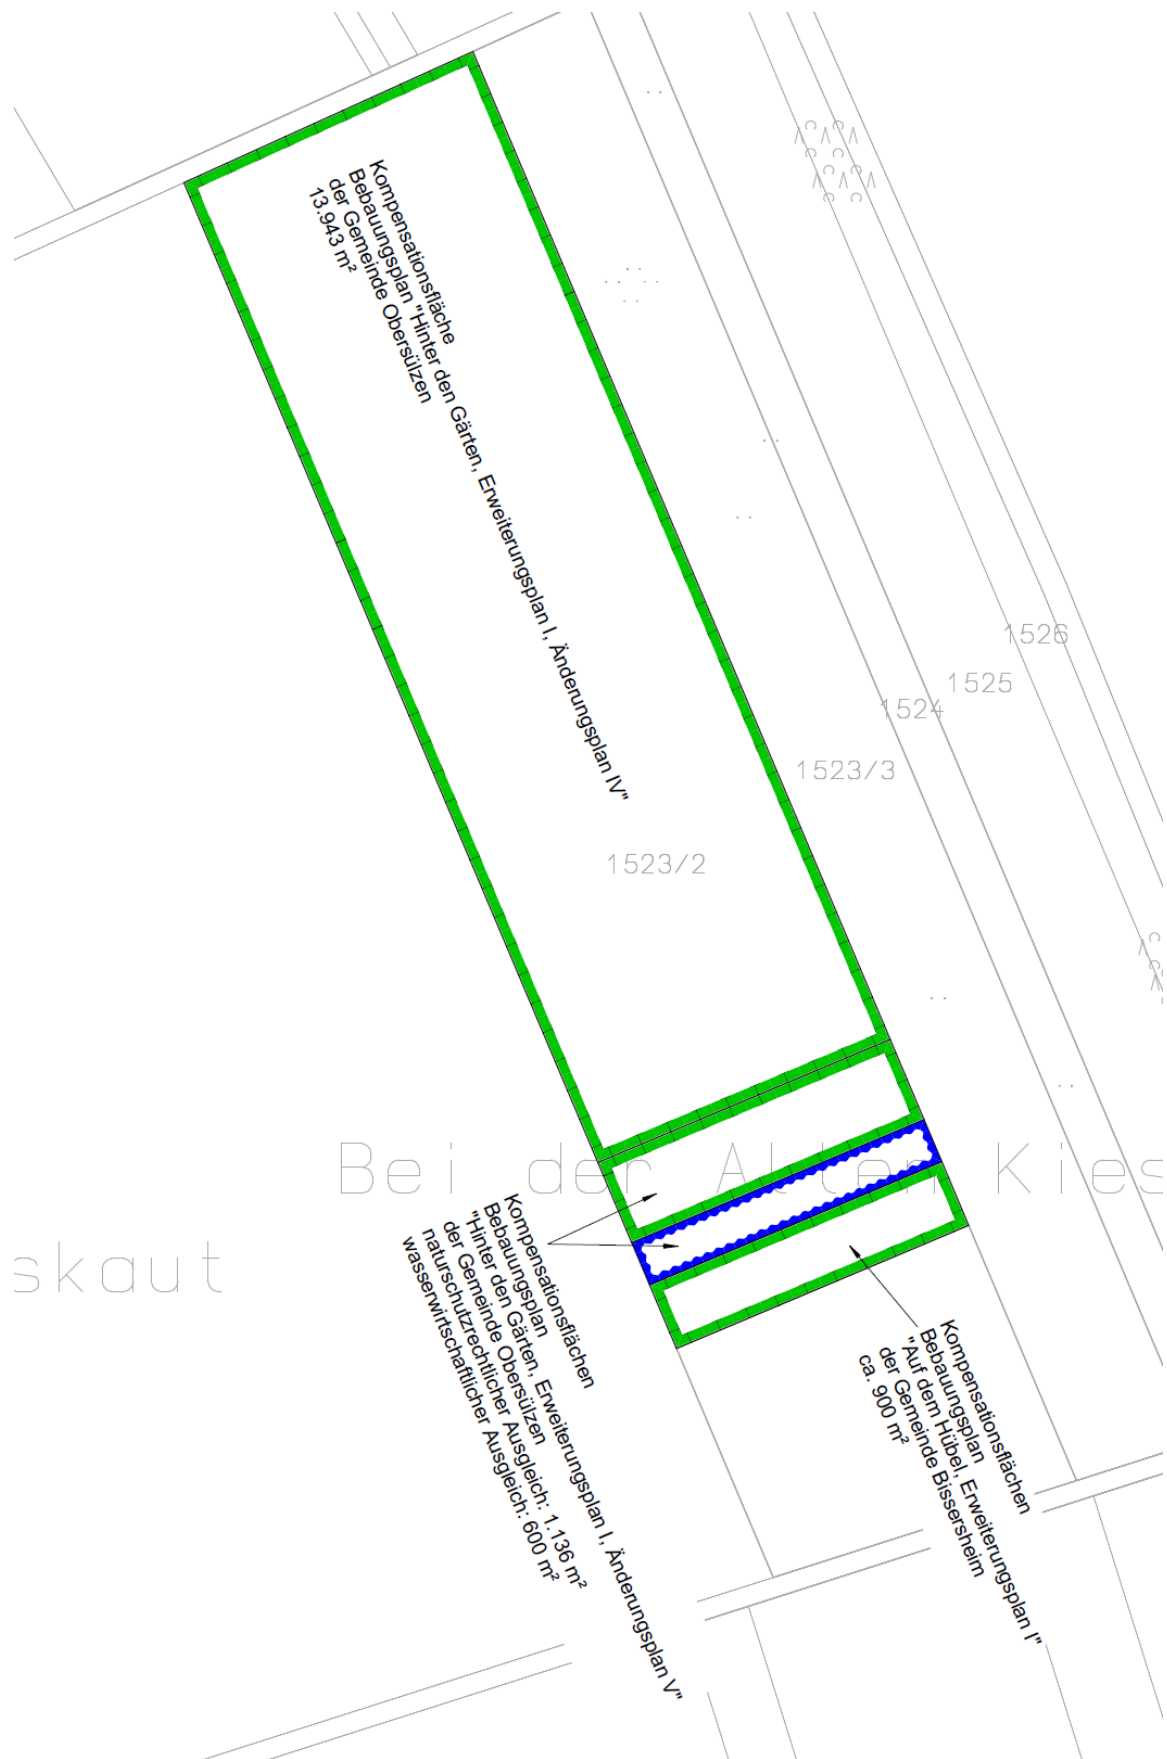 Kompensationsfläche
Bebauungsplan "Hinter den Gärten, Erweiterungsplan I, Änderungsplan IV"
der Gemeinde Obersülzen
13.943 m²
1526
1525
1524
1523/3
1523/2
Bei der Alten Kies
skaut
Kompensationsflächen
Bebauungsplan
"Hinter den Gärten, Erweiterungsplan I, Änderungsplan V"
der Gemeinde Obersülzen
naturschutzrechtlicher Ausgleich: 1.136 m²
wasserwirtschaftlicher Ausgleich: 600 m²
Kompensationsflächen
Bebauungsplan
"Auf dem Hübel, Erweiterungsplan I"
der Gemeinde Bissersheim
ca. 900 m²